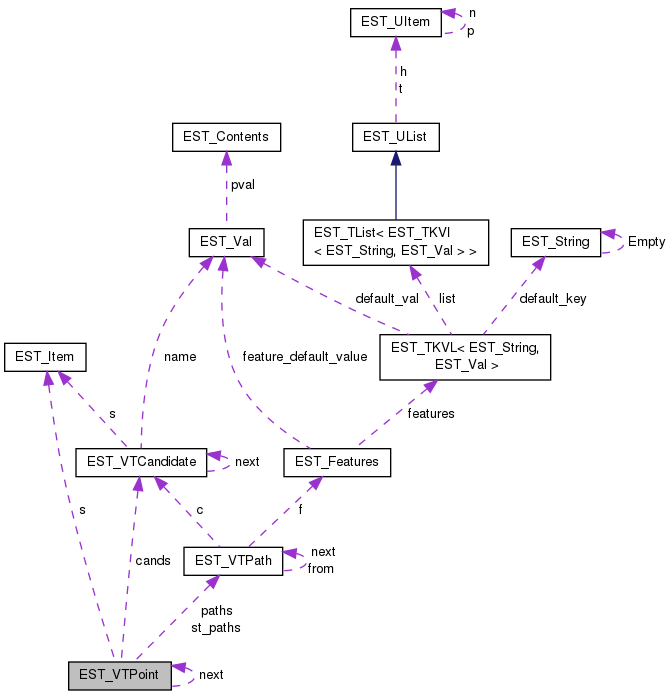 EST_UItem
n
p
h
t
EST_Contents
EST_UList
pval
EST_Val
EST_TList< EST_TKVI
< EST_String, EST_Val > >
EST_String
Empty
default_val
list
default_key
EST_Item
name
feature_default_value
EST_TKVL< EST_String,
EST_Val >
s
features
EST_VTCandidate
next
EST_Features
s
c
f
cands
EST_VTPath
next
from
paths
st_paths
EST_VTPoint
next